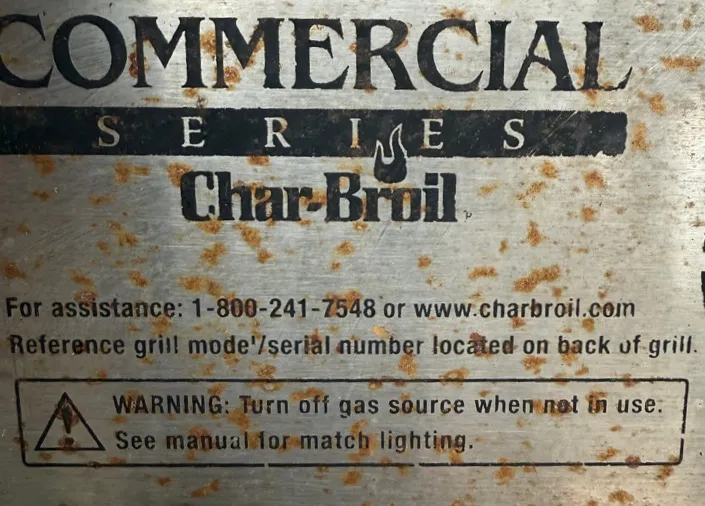 COMMERCIAL
SERIES
Char-Broil
For assistance: 1-800-241-7548 or www.charbroil.com
Reference grill model/serial number located on back of grill.
WARNING: Turn off gas source when not in use.
See manual for match lighting.